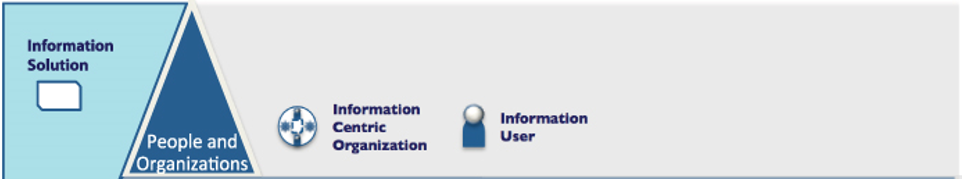 Information
Solution
People and
Organizations
Information
Centric
Organization
Information
User